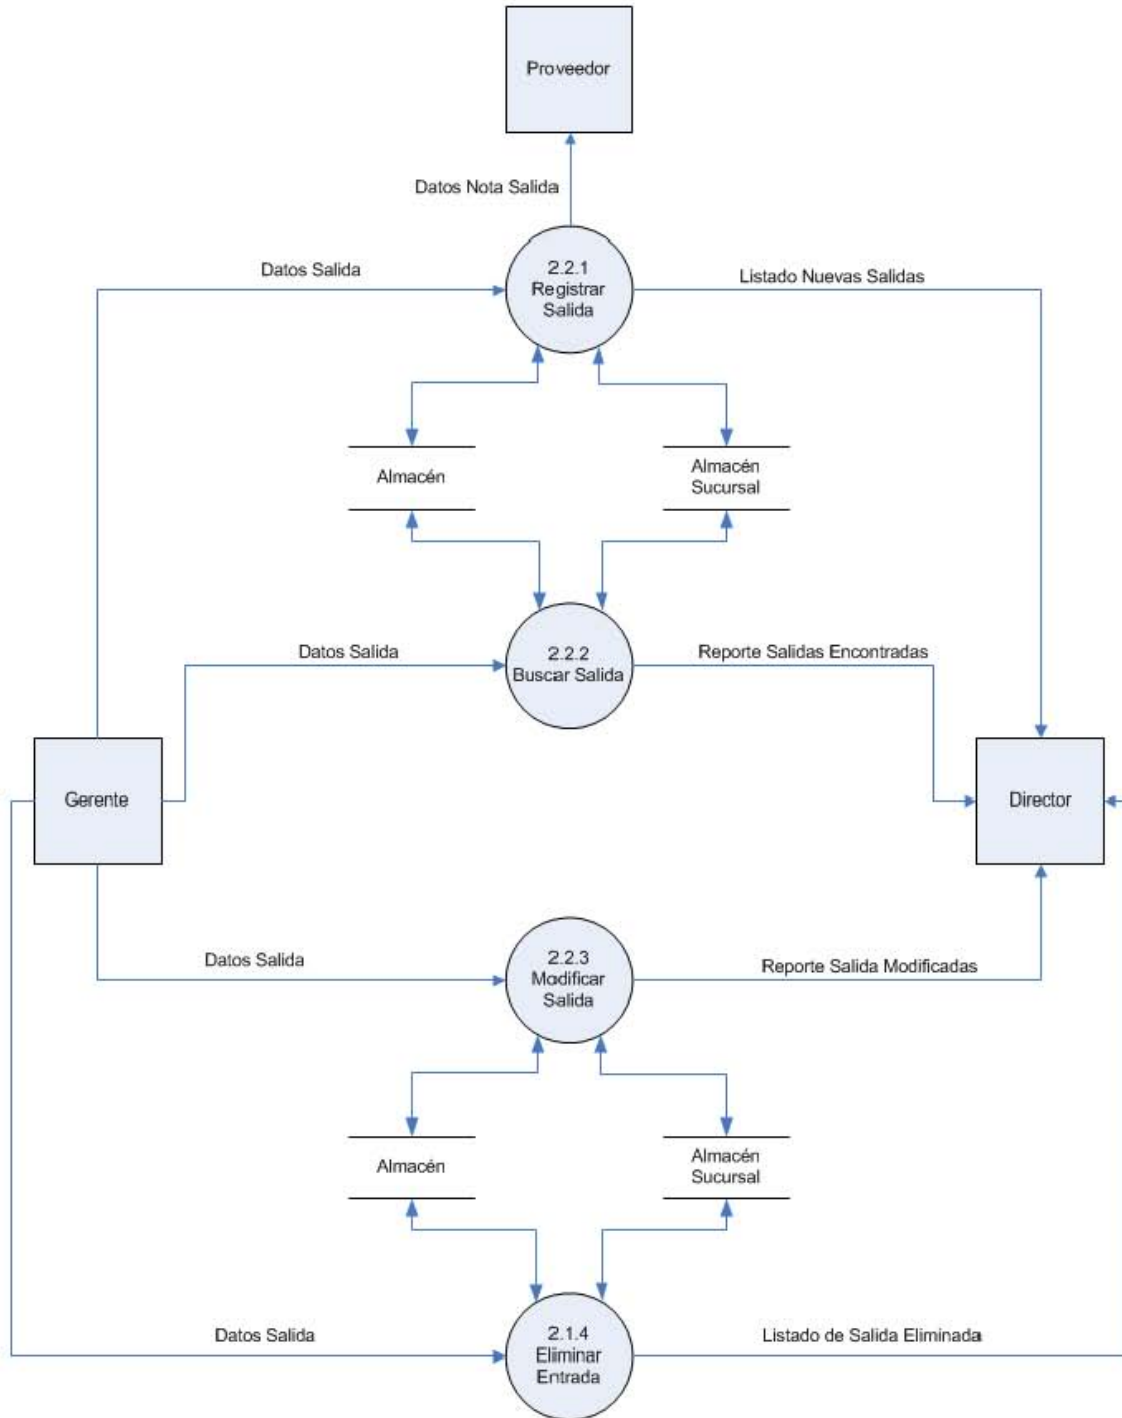 Proveedor
Datos Nota Salida
Datos Salida
2.2.1
Registrar
Salida
Listado Nuevas Salidas
Almacén
Almacén
Sucursal
Datos Salida
2.2.2
Buscar Salida
Reporte Salidas Encontradas
Gerente
Director
Datos Salida
2.2.3
Modificar
Salida
Reporte Salida Modificadas
Almacén
Almacén
Sucursal
Datos Salida
2.1.4
Eliminar
Entrada
Listado de Salida Eliminada